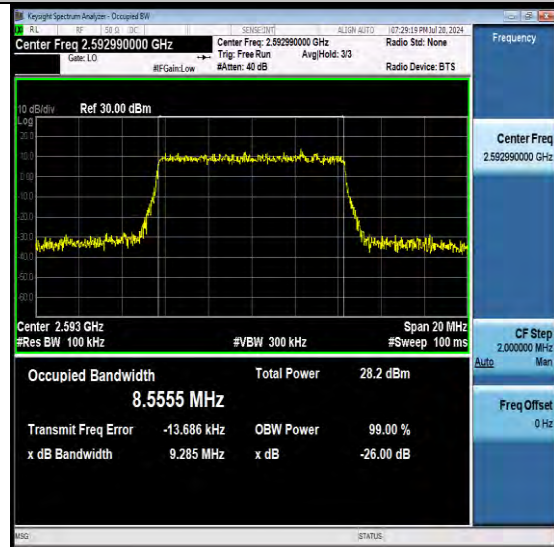 Keysight Spectrum Analyzer - Occupied BW
RL RF 50 Ω DC SENSE:INT ALIGN AUTO 07:29:19 PM Jul 20, 2024
Center Freq 2.592990000 GHz
Center Freq: 2.592990000 GHz
Radio Std: None
Gate: LO
Trig: Free Run Avg|Hold: 3/3
#IFGain:Low
#Atten: 40 dB
Radio Device: BTS
10 dB/div Ref 30.00 dBm
Log
20.0
10.0
0.00
-10.0
-20.0
-30.0
-40.0
-50.0
-60.0
Center 2.593 GHz
Span 20 MHz
#Res BW 100 kHz
#VBW 300 kHz
#Sweep 100 ms
Occupied Bandwidth
Total Power 28.2 dBm
8.5555 MHz
Transmit Freq Error -13.686 kHz
OBW Power 99.00 %
x dB Bandwidth 9.285 MHz
x dB -26.00 dB
MSG STATUS
Frequency
Center Freq
2.592990000 GHz
CF Step
2.000000 MHz
Auto Man
Freq Offset
0 Hz